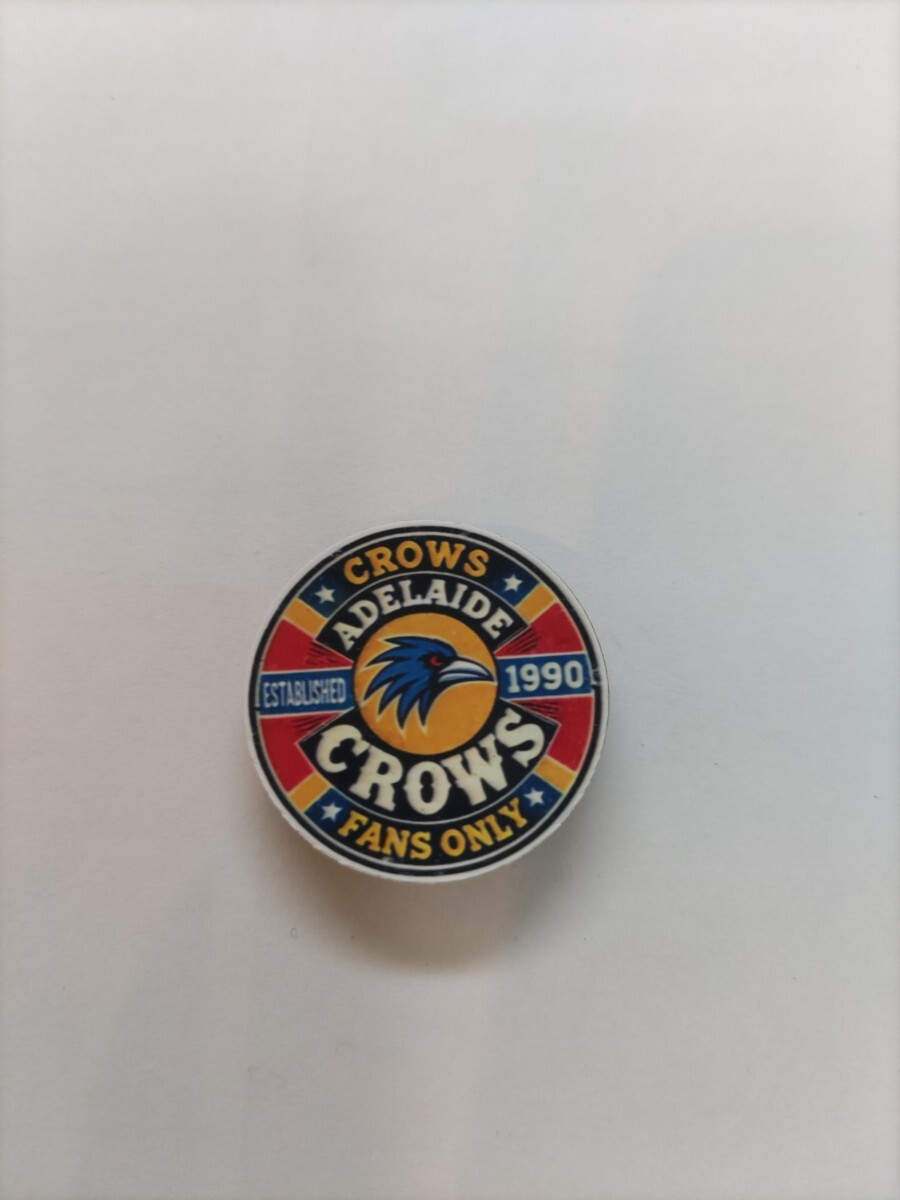 CROWS
ADELAIDE
ESTABLISHED 1990
CROWS
FANS ONLY